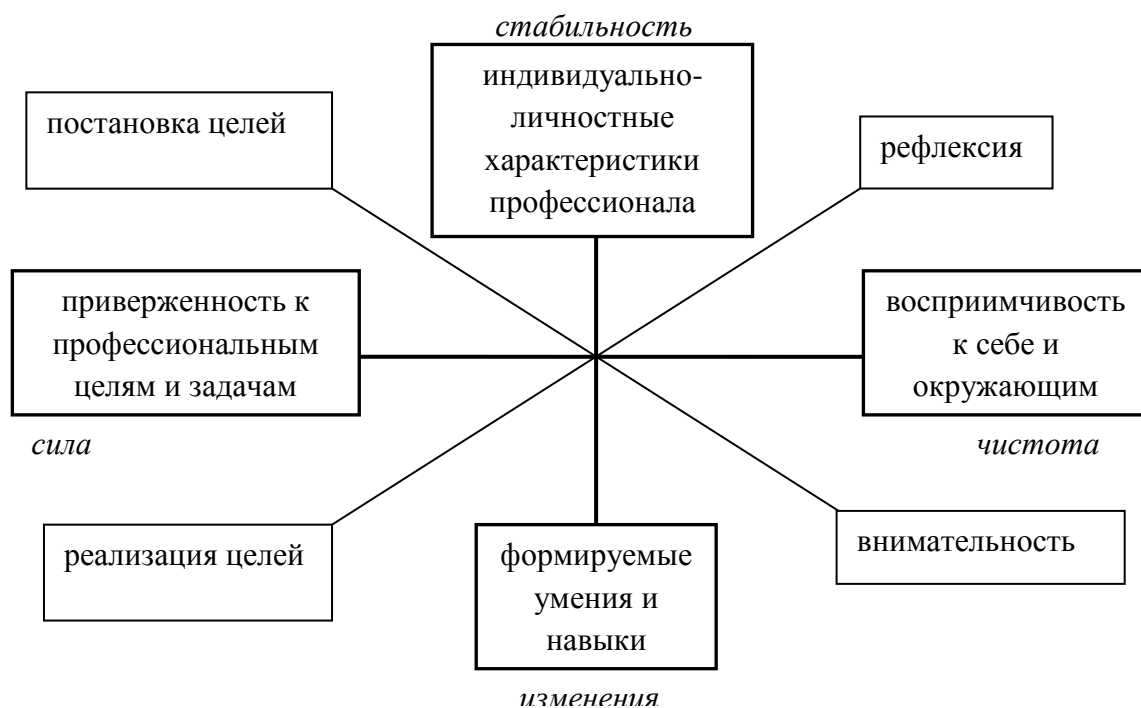 стабильность
индивидуально-
личностные
характеристики
профессионала
постановка целей
рефлексия
приверженность к
профессиональным
целям и задачам
восприимчивость
к себе и
окружающим
сила
чистота
реализация целей
формируемые
умения и
навыки
внимательность
изменения